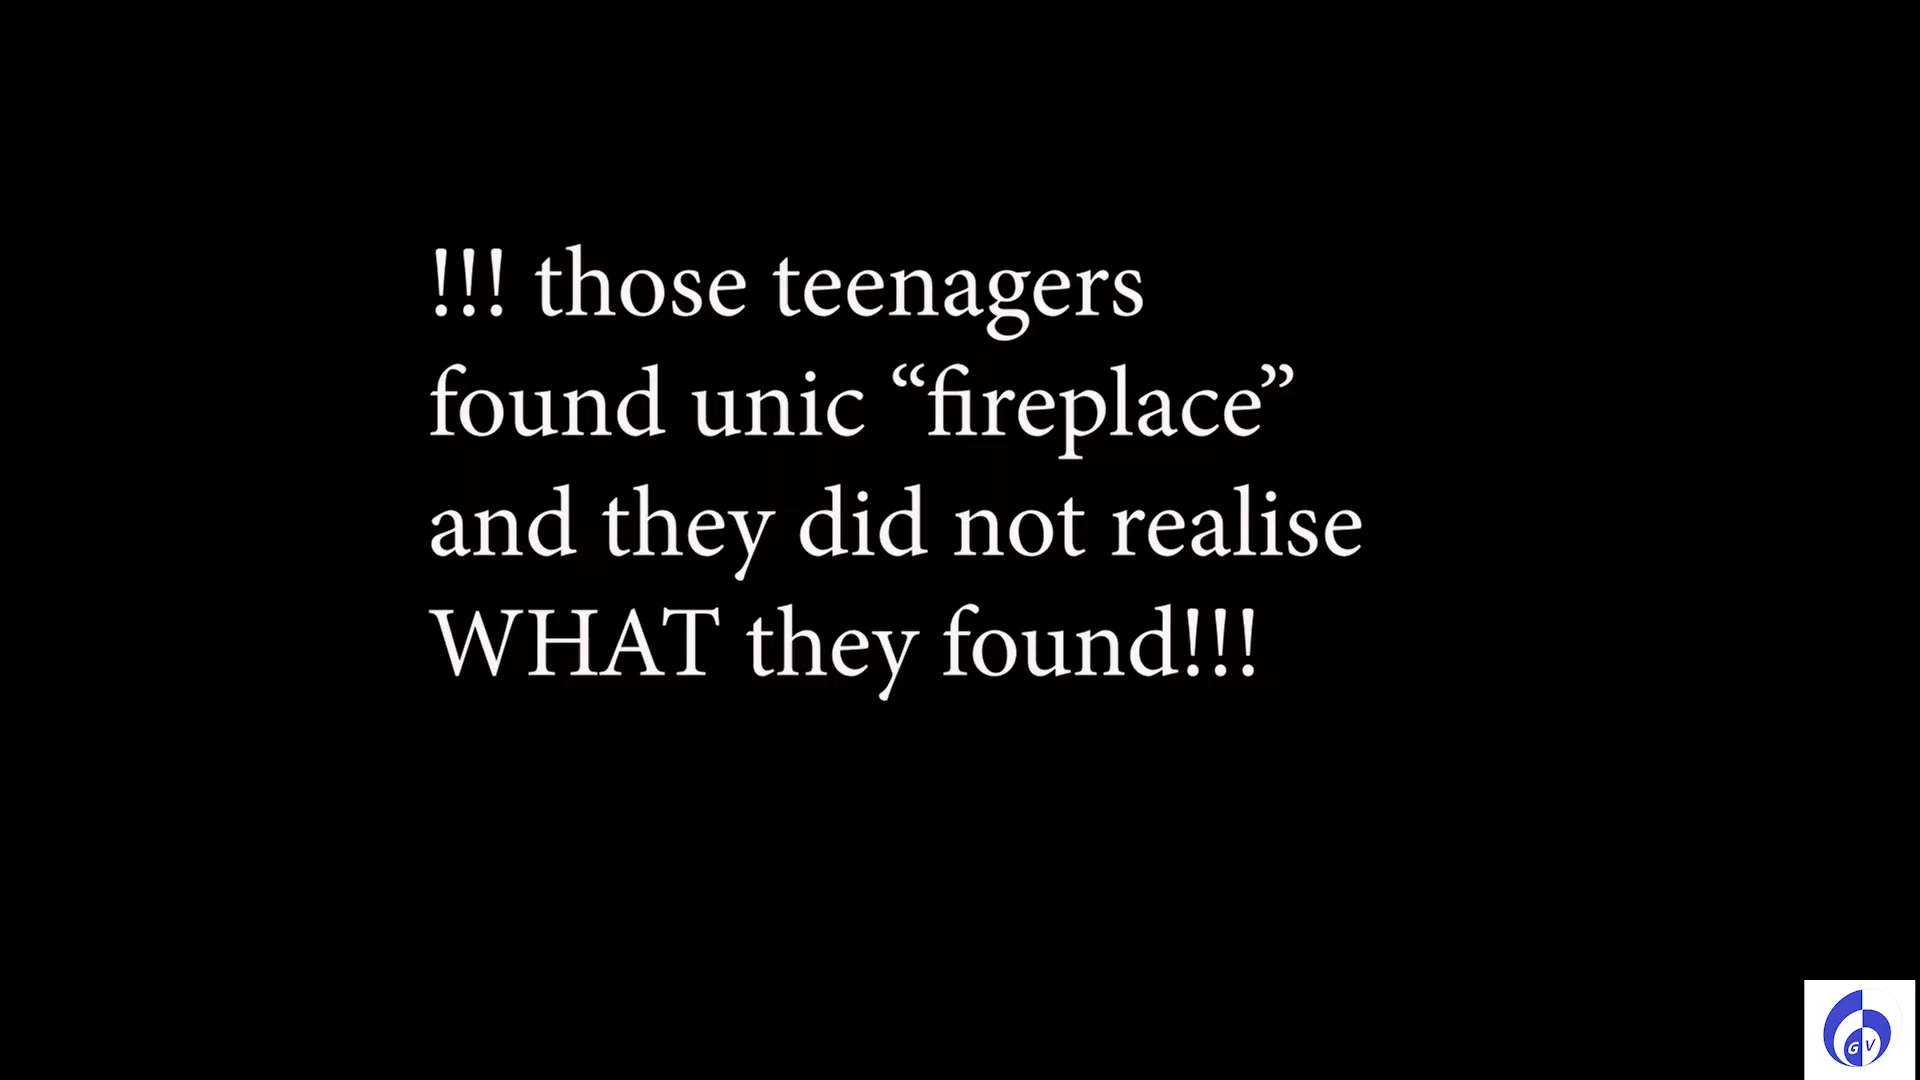 !!! those teenagers
found unic “fireplace”
and they did not realise
WHAT they found!!!
G V